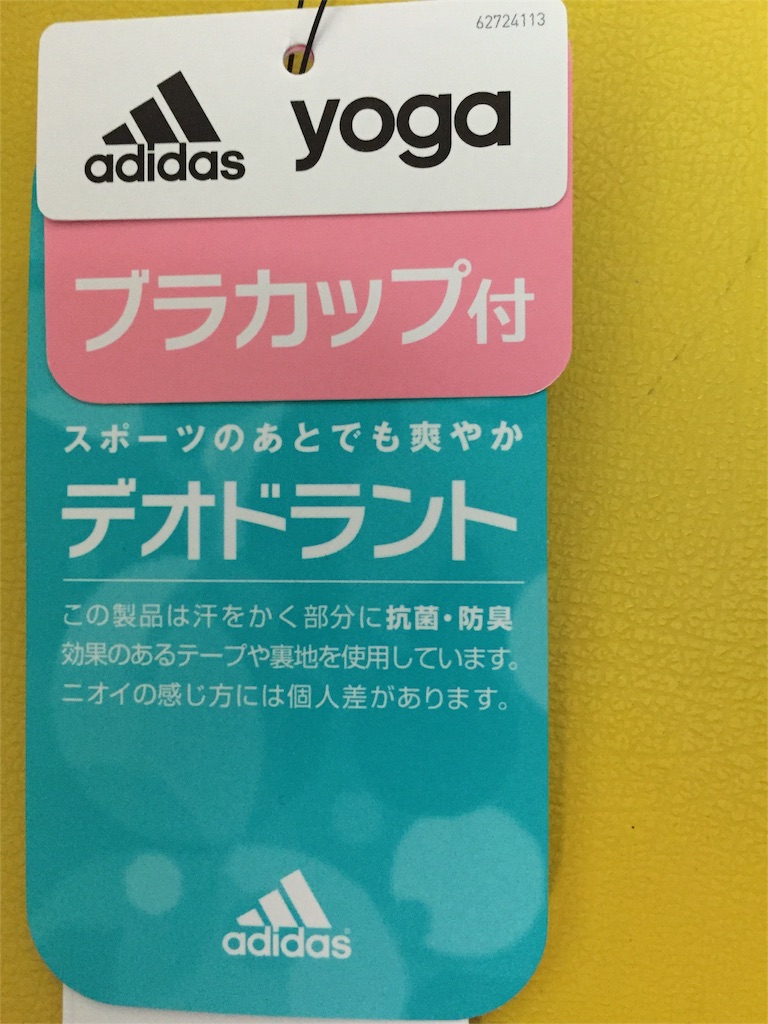 62724113
adidas yoga
ブラカップ付
スポーツのあとでも爽やか
デオドラント
この製品は汗をかく部分に抗菌・防臭
効果のあるテープや裏地を使用しています。
ニオイの感じ方には個人差があります。
adidas